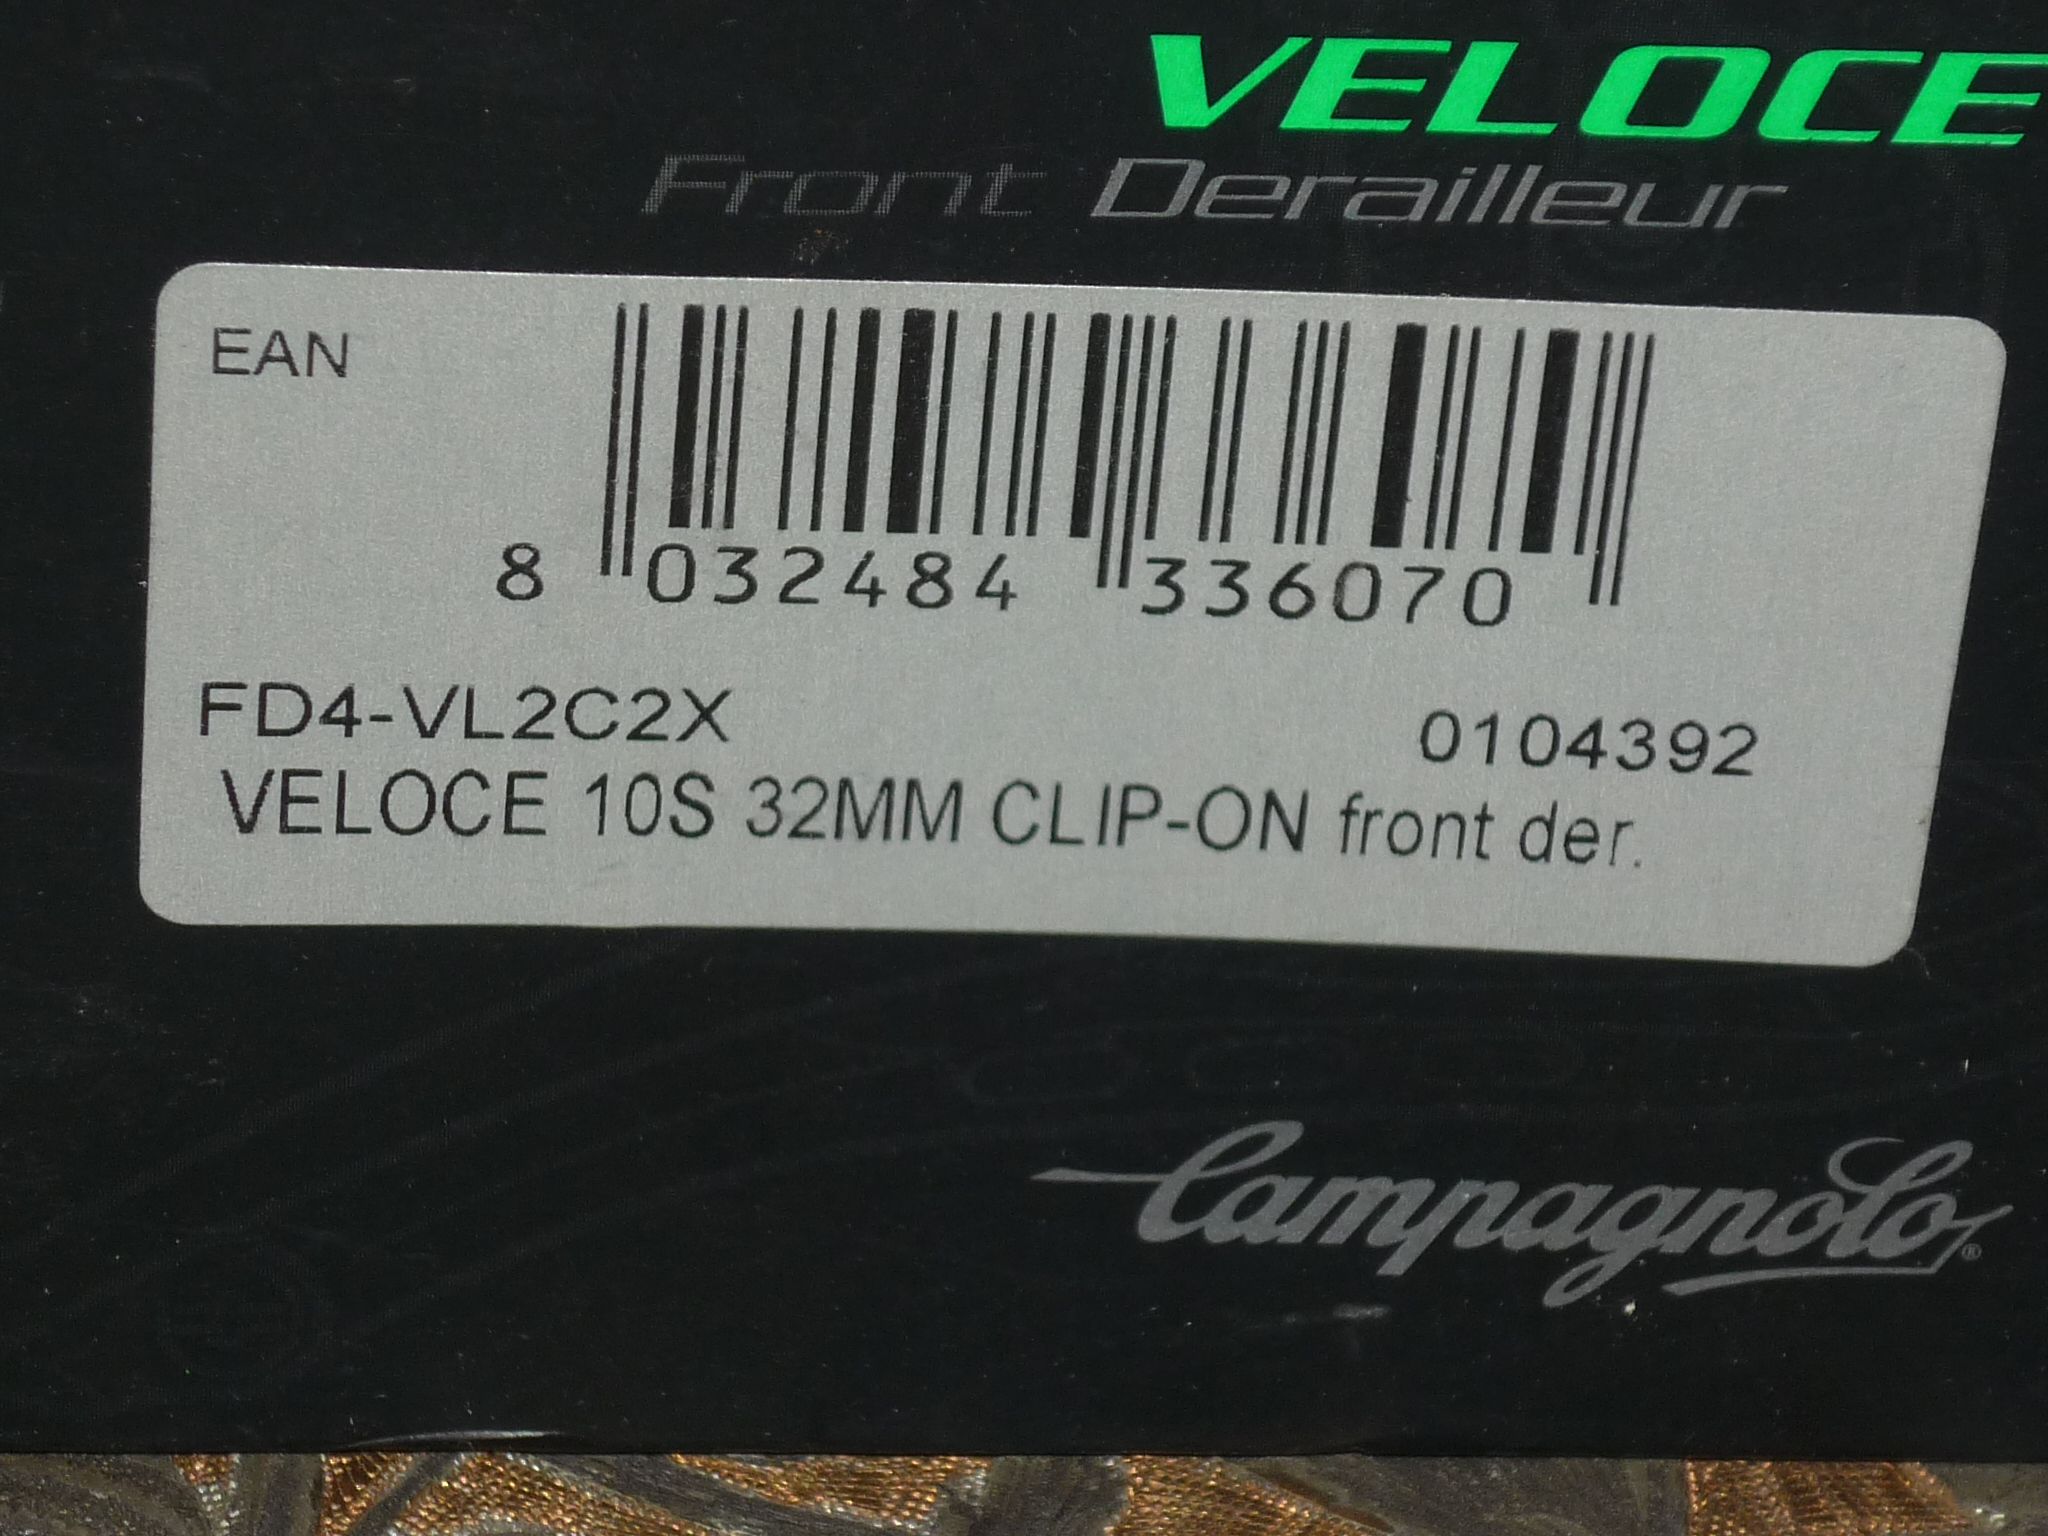 VELOCE
Front Derailleur
EAN
8 032484 336070
FD4-VL2C2X 0104392
VELOCE 10S 32MM CLIP-ON front der.
Campagnolo®